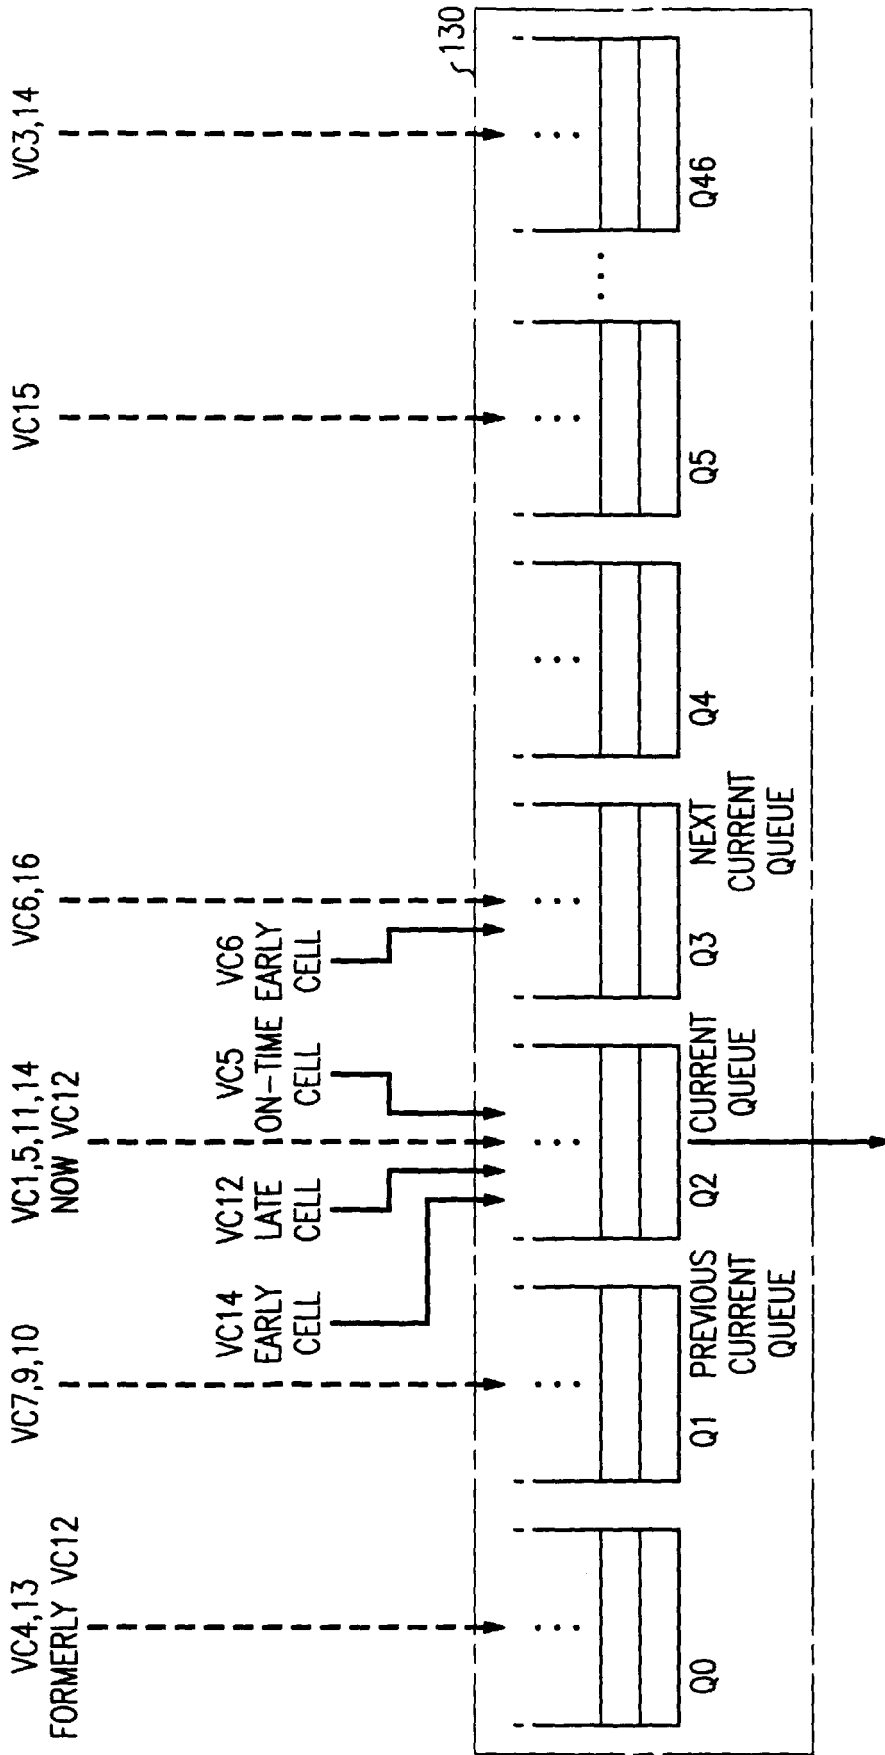 VC4,13
FORMERLY VC12
VC7,9,10
VC1,5,11,14
NOW VC12
VC6,16
VC15
VC3,14
VC14
EARLY
CELL
VC12
LATE
CELL
VC5
ON-TIME
CELL
VC6
EARLY
CELL
130
Q0
Q1
PREVIOUS
CURRENT
QUEUE
Q2
CURRENT
QUEUE
Q3
NEXT
CURRENT
QUEUE
Q4
Q5
Q46